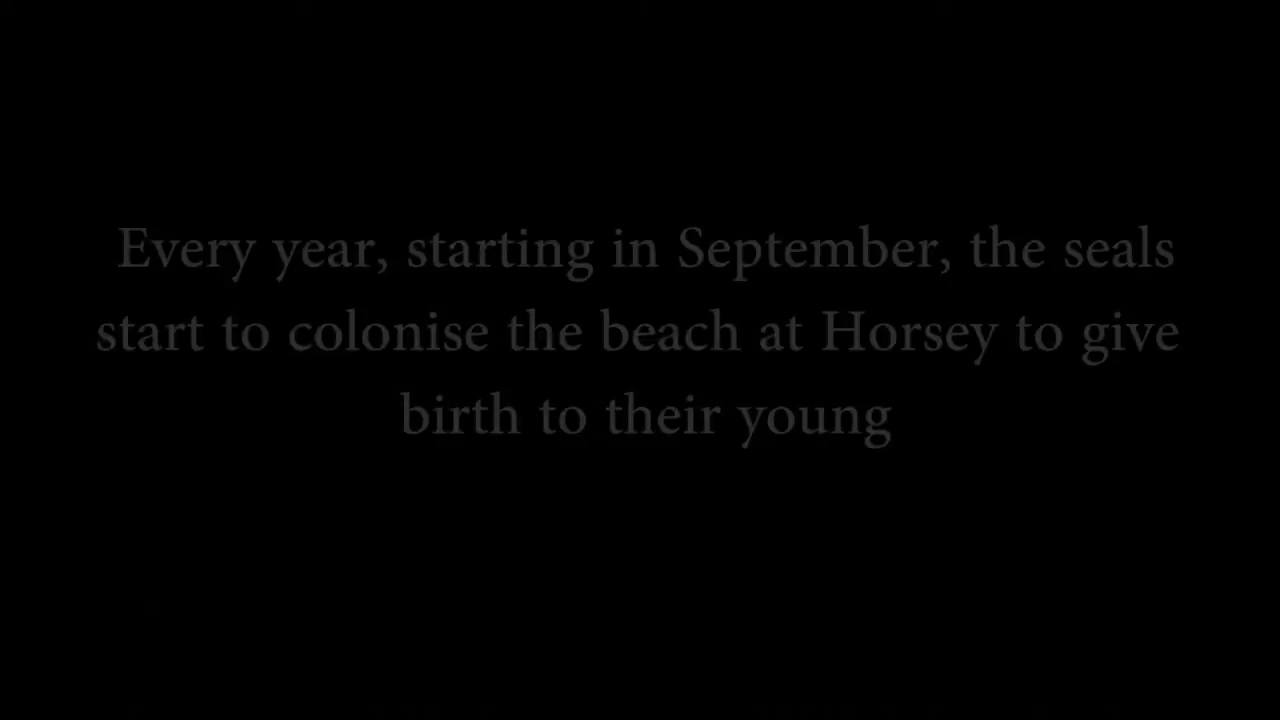 Every year, starting in September, the seals
start to colonise the beach at Horsey to give
birth to their young